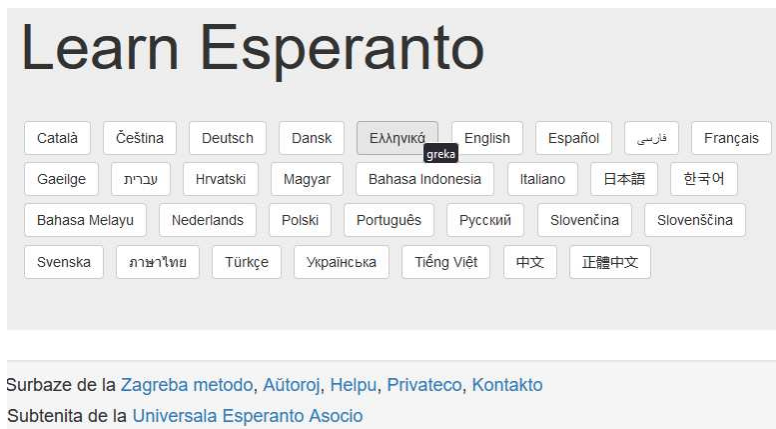 Learn Esperanto
Català Čeština Deutsch Dansk Ελληνικά English Español فارسی Français
greka
Gaeilge עברית Hrvatski Magyar Bahasa Indonesia Italiano 日本語 한국어
Bahasa Melayu Nederlands Polski Português Русский Slovenčina Slovenščina
Svenska ภาษาไทย Türkçe Українська Tiếng Việt 中文 正體中文
Surbaze de la Zagreba metodo, Aŭtoroj, Helpu, Privateco, Kontakto
Subtenita de la Universala Esperanto Asocio